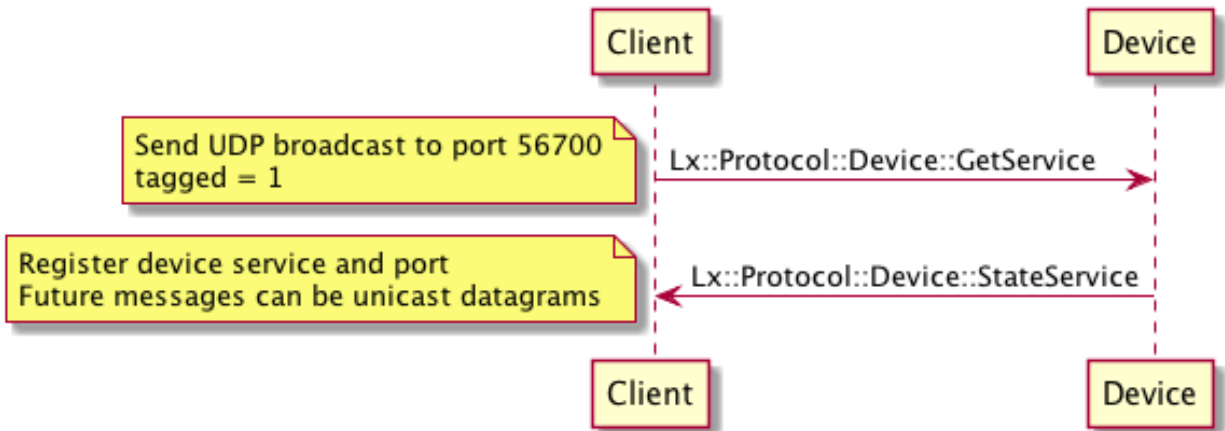 Client
Device
Send UDP broadcast to port 56700
tagged = 1
Lx::Protocol::Device::GetService
Register device service and port
Future messages can be unicast datagrams
Lx::Protocol::Device::StateService
Client
Device